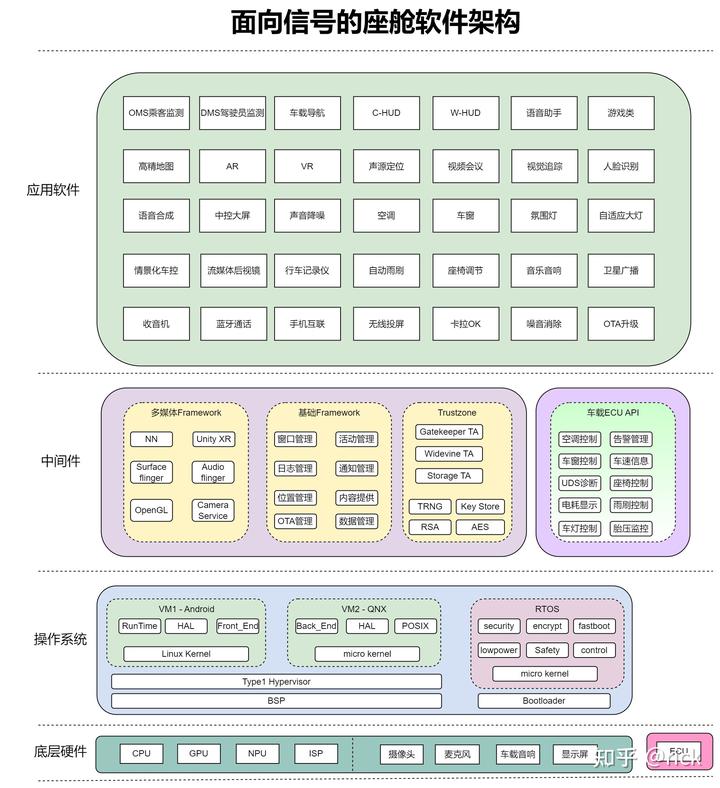 面向信号的座舱软件架构
应用软件
OMS乘客监测 DMS驾驶员监测 车载导航 C-HUD W-HUD 语音助手 游戏类
高精地图 AR VR 声源定位 视频会议 视觉追踪 人脸识别
语音合成 中控大屏 声音降噪 空调 车窗 氛围灯 自适应大灯
情景化车控 流媒体后视镜 行车记录仪 自动雨刷 座椅调节 音乐音响 卫星广播
收音机 蓝牙通话 手机互联 无线投屏 卡拉OK 噪音消除 OTA升级
中间件
多媒体Framework
NN Unity XR
Surface flinger Audio flinger
OpenGL Camera Service
基础Framework
窗口管理 活动管理
日志管理 通知管理
位置管理 内容提供
OTA管理 数据管理
Trustzone
Gatekeeper TA
Widevine TA
Storage TA
TRNG Key Store
RSA AES
车载ECU API
空调控制 告警管理
车窗控制 车速信息
UDS诊断 座椅控制
电耗显示 雨刷控制
车灯控制 胎压监控
操作系统
VM1 - Android
RunTime HAL Front_End
Linux Kernel
VM2 - QNX
Back_End HAL POSIX
micro kernel
Type1 Hypervisor
BSP
RTOS
security encrypt fastboot
lowpower Safety control
micro kernel
Bootloader
底层硬件
CPU GPU NPU ISP 摄像头 麦克风 车载音响 显示屏 ECU
知乎 @rick